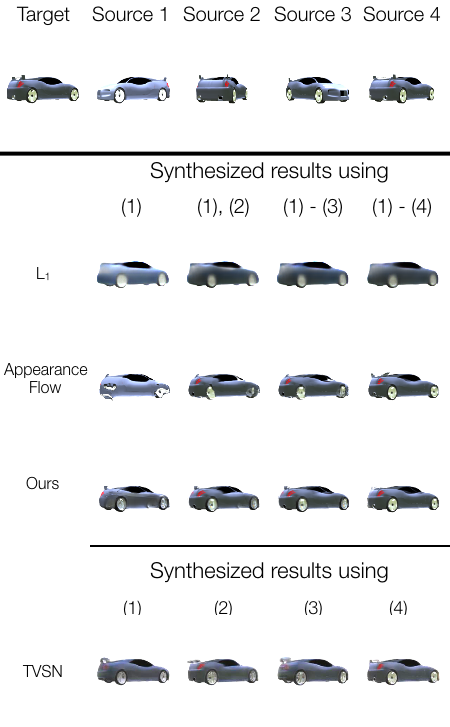 Target Source 1 Source 2 Source 3 Source 4
Synthesized results using
(1) (1), (2) (1) - (3) (1) - (4)
L₁
Appearance
Flow
Ours
Synthesized results using
(1) (2) (3) (4)
TVSN